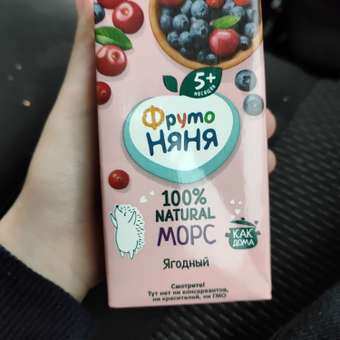 5+
месяцев
Фруто
няня
100%
NATURAL
МОРС
КАК
ДОМА
Ягодный
Смотрите!
Тут нет ни консервантов,
ни красителей, ни ГМО